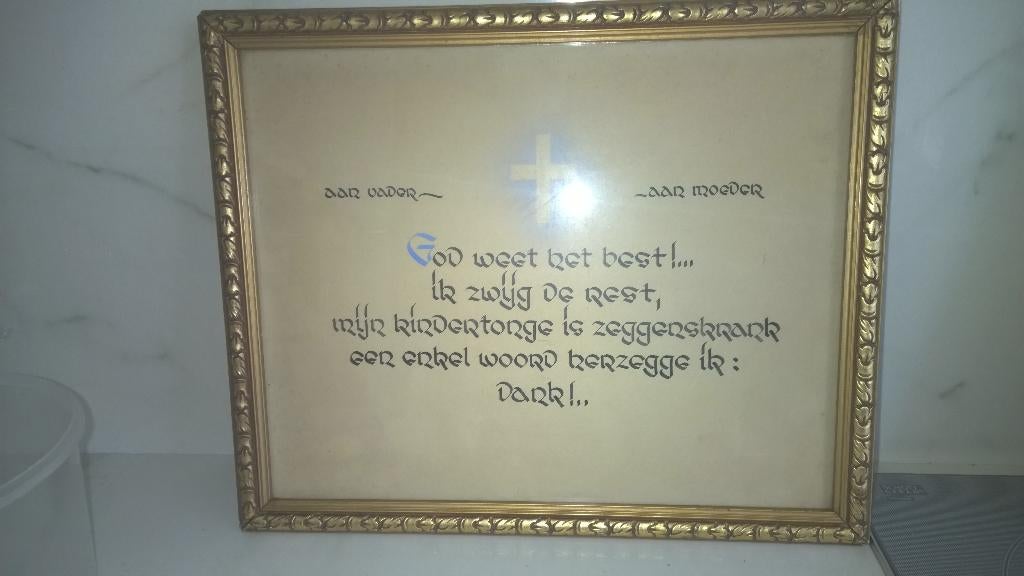 aan vader~
~aan moeder
God weet het best!...
ik zwijg de rest,
mijn kindertonge is zeggenskrank
een enkel woord herzegge ik:
Dank!..